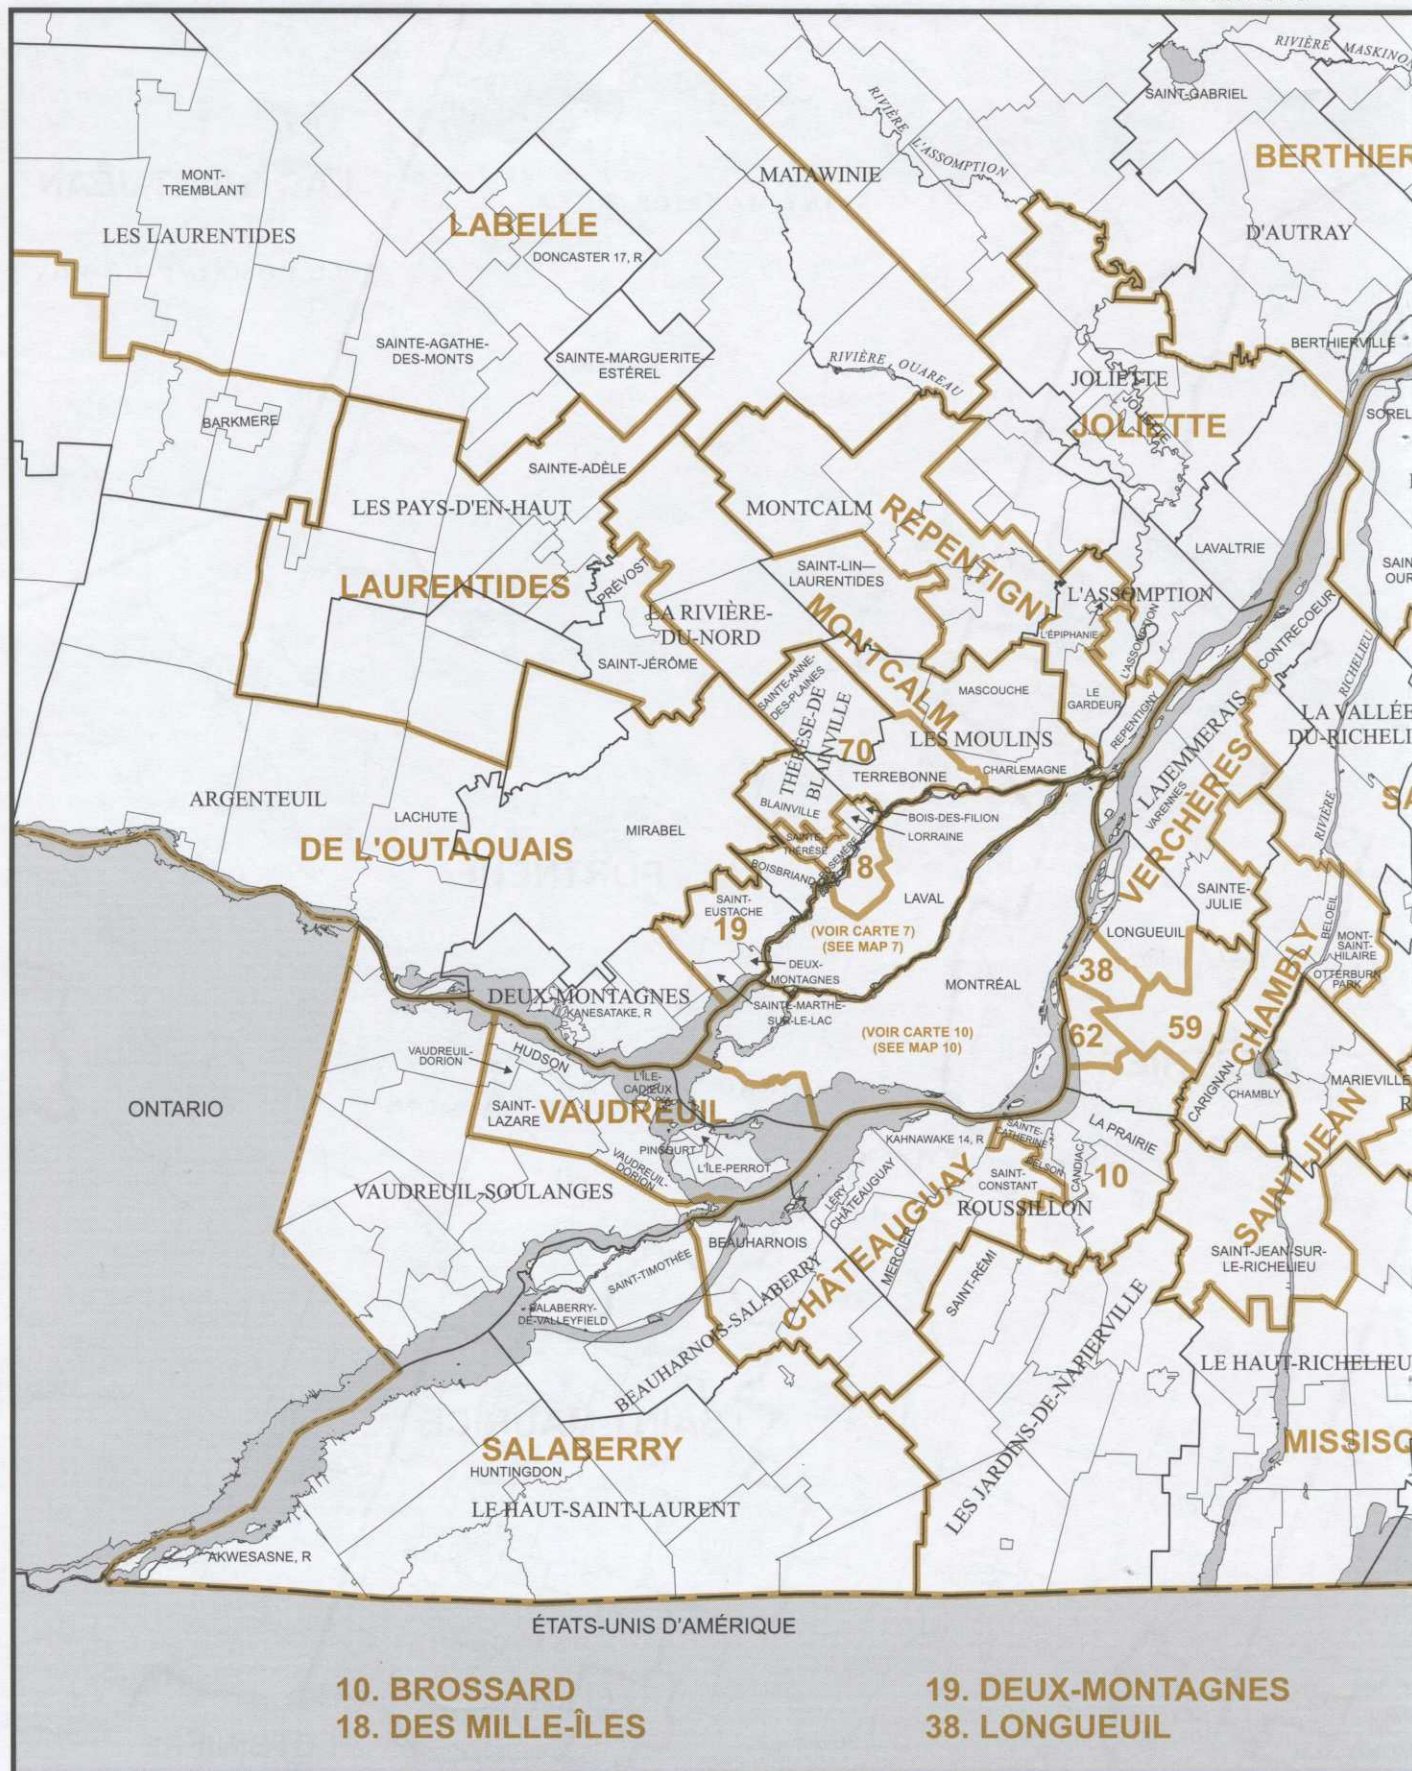 RIVIÈRE
SAINT-GABRIEL
RIVIÈRE
L'ASSOMPTION
BERTHIER
MONT-
TREMBLANT
MATAWINIE
LES LAURENTIDES
LABELLE
D'AUTRAY
DONCASTER 17, R
SAINTE-AGATHE-
DES-MONTS
SAINTE-MARGUERITE—
ESTÉREL
RIVIÈRE OUAREAU
BERTHIERVILLE
JOLIETTE
JOLIETTE
JOLIETTE
SOREL
BARKMERE
SAINTE-ADÈLE
LES PAYS-D'EN-HAUT
MONTCALM
REPENTIGNY
LAVALTRIE
SAINT-LIN—
LAURENTIDES
LAURENTIDES
PRÉVOST
L'ASSOMPTION
LA RIVIÈRE-
DU-NORD
MONTCALM
L'ÉPIPHANIE
L'ASSOMPTION
CONTRECOEUR
RICHELIEU
SAINT-JÉRÔME
SAINTE-ANNE-
DES-PLAINES
MASCOUCHE
LE
GARDEUR
REPENTIGNY
LA VALLÉE
DU-RICHELI
THÉRÈSE-DE
BLAINVILLE
70
LES MOULINS
LAJEMMERAIS
VERCHÈRES
TERREBONNE
CHARLEMAGNE
ARGENTEUIL
LACHUTE
MIRABEL
BLAINVILLE
BOIS-DES-FILION
VARENNES
RIVIÈRE
SA
DE L'OUTAOUAIS
SAINTE-
THÉRÈSE
ROSEMÈRE
LORRAINE
BOISBRIAND
18
LAVAL
SAINTE-
JULIE
SAINT-
EUSTACHE
19
(VOIR CARTE 7)
(SEE MAP 7)
LONGUEUIL
BELOEIL
MONT-
SAINT-
HILAIRE
DEUX-
MONTAGNES
38
OTTERBURN
PARK
DEUX-MONTAGNES
KANESATAKE, R
SAINTE-MARTHE-
SUR-LE-LAC
MONTRÉAL
CHAMBLY
(VOIR CARTE 10)
(SEE MAP 10)
62
59
VAUDREUIL-
DORION
HUDSON
L'ÎLE-
CADIEUX
ONTARIO
SAINT-
LAZARE
VAUDREUIL
CARIGNAN
CHAMBLY
MARIEVILLE
R
PINCOURT
L'ÎLE-PERROT
KAHNAWAKE 14, R
SAINTE-
CATHERINE
LA PRAIRIE
VAUDREUIL-
DORION
DELSON
CANDIAC
10
SAINT-
CONSTANT
VAUDREUIL-SOULANGES
LÉRY
CHÂTEAUGUAY
ROUSSILLON
SAINT-JEAN
CHÂTEAUGUAY
BEAUHARNOIS
MERCIER
SAINT-RÉMI
SAINT-JEAN-SUR-
LE-RICHELIEU
SAINT-TIMOTHÉE
SALABERRY-
DE-VALLEYFIELD
BEAUHARNOIS-SALABERRY
LES JARDINS-DE-NAPIERVILLE
LE HAUT-RICHELIEU
SALABERRY
MISSISQ
HUNTINGDON
LE HAUT-SAINT-LAURENT
AKWESASNE, R
ÉTATS-UNIS D'AMÉRIQUE
10. BROSSARD
18. DES MILLE-ÎLES
19. DEUX-MONTAGNES
38. LONGUEUIL